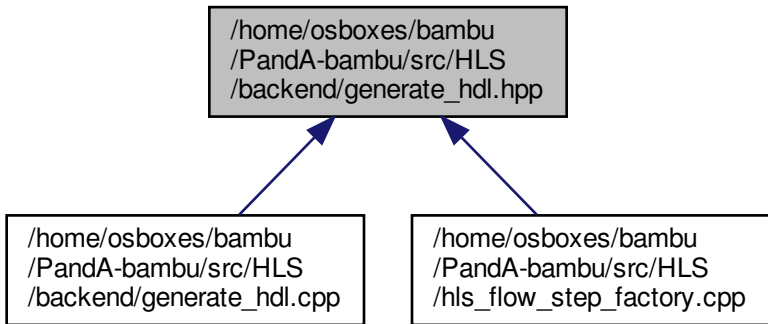 /home/osboxes/bambu
/PandA-bambu/src/HLS
/backend/generate_hdl.hpp
/home/osboxes/bambu
/PandA-bambu/src/HLS
/backend/generate_hdl.cpp
/home/osboxes/bambu
/PandA-bambu/src/HLS
/hls_flow_step_factory.cpp